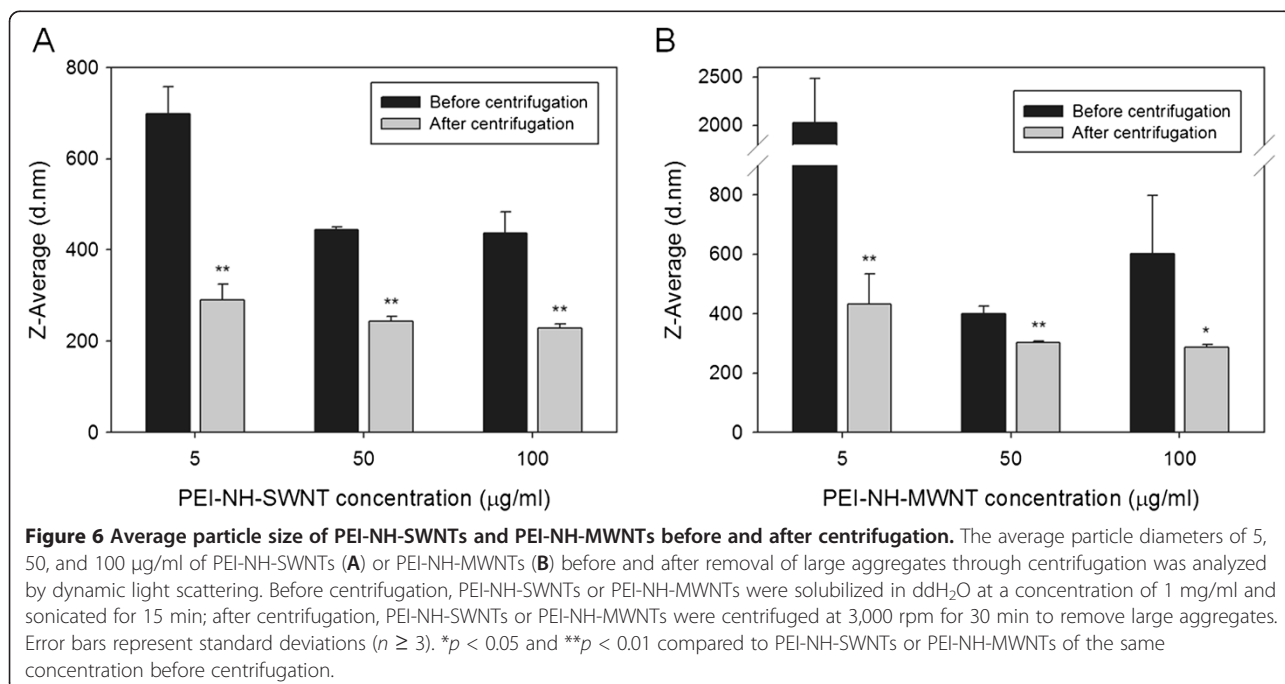 A
800
600
400
200
0
Z-Average (d.nm)
Before centrifugation
After centrifugation
**
**
**
5
50
100
PEI-NH-SWNT concentration (µg/ml)
B
2500
2000
800
600
400
200
0
Z-Average (d.nm)
Before centrifugation
After centrifugation
**
**
*
5
50
100
PEI-NH-MWNT concentration (µg/ml)
Figure 6 Average particle size of PEI-NH-SWNTs and PEI-NH-MWNTs before and after centrifugation. The average particle diameters of 5,
50, and 100 µg/ml of PEI-NH-SWNTs (A) or PEI-NH-MWNTs (B) before and after removal of large aggregates through centrifugation was analyzed
by dynamic light scattering. Before centrifugation, PEI-NH-SWNTs or PEI-NH-MWNTs were solubilized in ddH₂O at a concentration of 1 mg/ml and
sonicated for 15 min; after centrifugation, PEI-NH-SWNTs or PEI-NH-MWNTs were centrifuged at 3,000 rpm for 30 min to remove large aggregates.
Error bars represent standard deviations (n ≥ 3). *p < 0.05 and **p < 0.01 compared to PEI-NH-SWNTs or PEI-NH-MWNTs of the same
concentration before centrifugation.